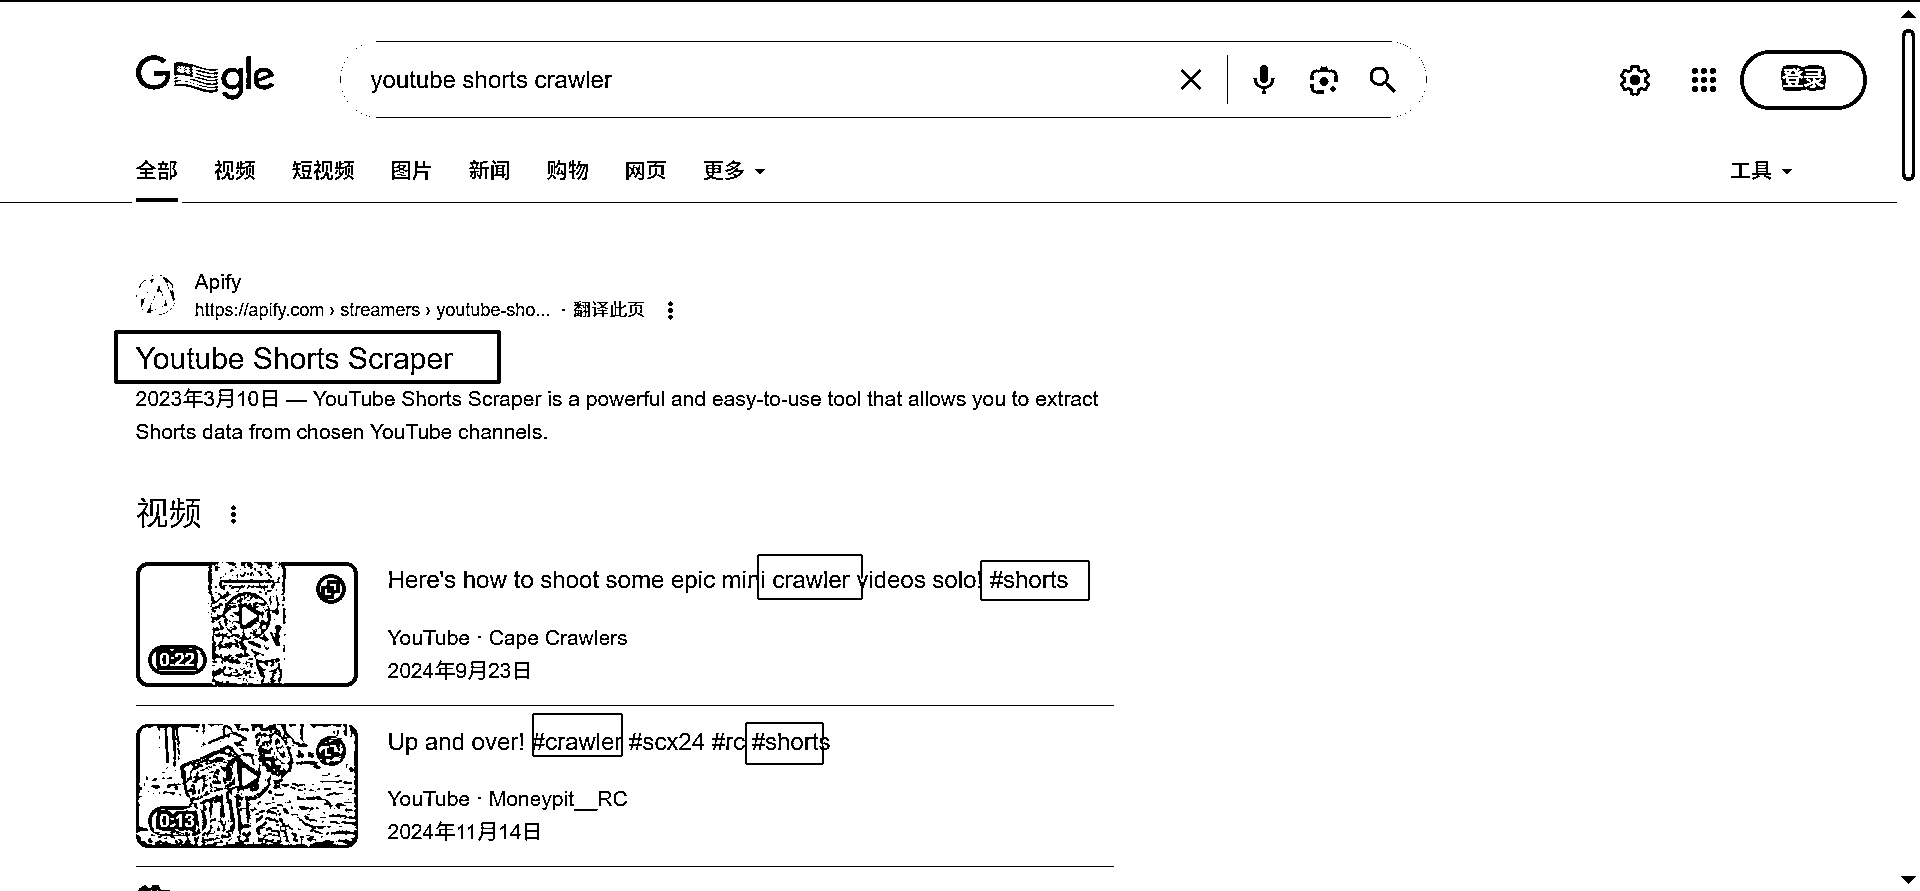 Google
youtube shorts crawler
登录
全部 视频 短视频 图片 新闻 购物 网页 更多 工具
Apify
https://apify.com › streamers › youtube-sho... · 翻译此页
Youtube Shorts Scraper
2023年3月10日 — YouTube Shorts Scraper is a powerful and easy-to-use tool that allows you to extract
Shorts data from chosen YouTube channels.
视频
Here's how to shoot some epic mini crawler videos solo! #shorts
YouTube · Cape Crawlers
0:22
2024年9月23日
Up and over! #crawler #scx24 #rc #shorts
YouTube · Moneypit__RC
0:13
2024年11月14日